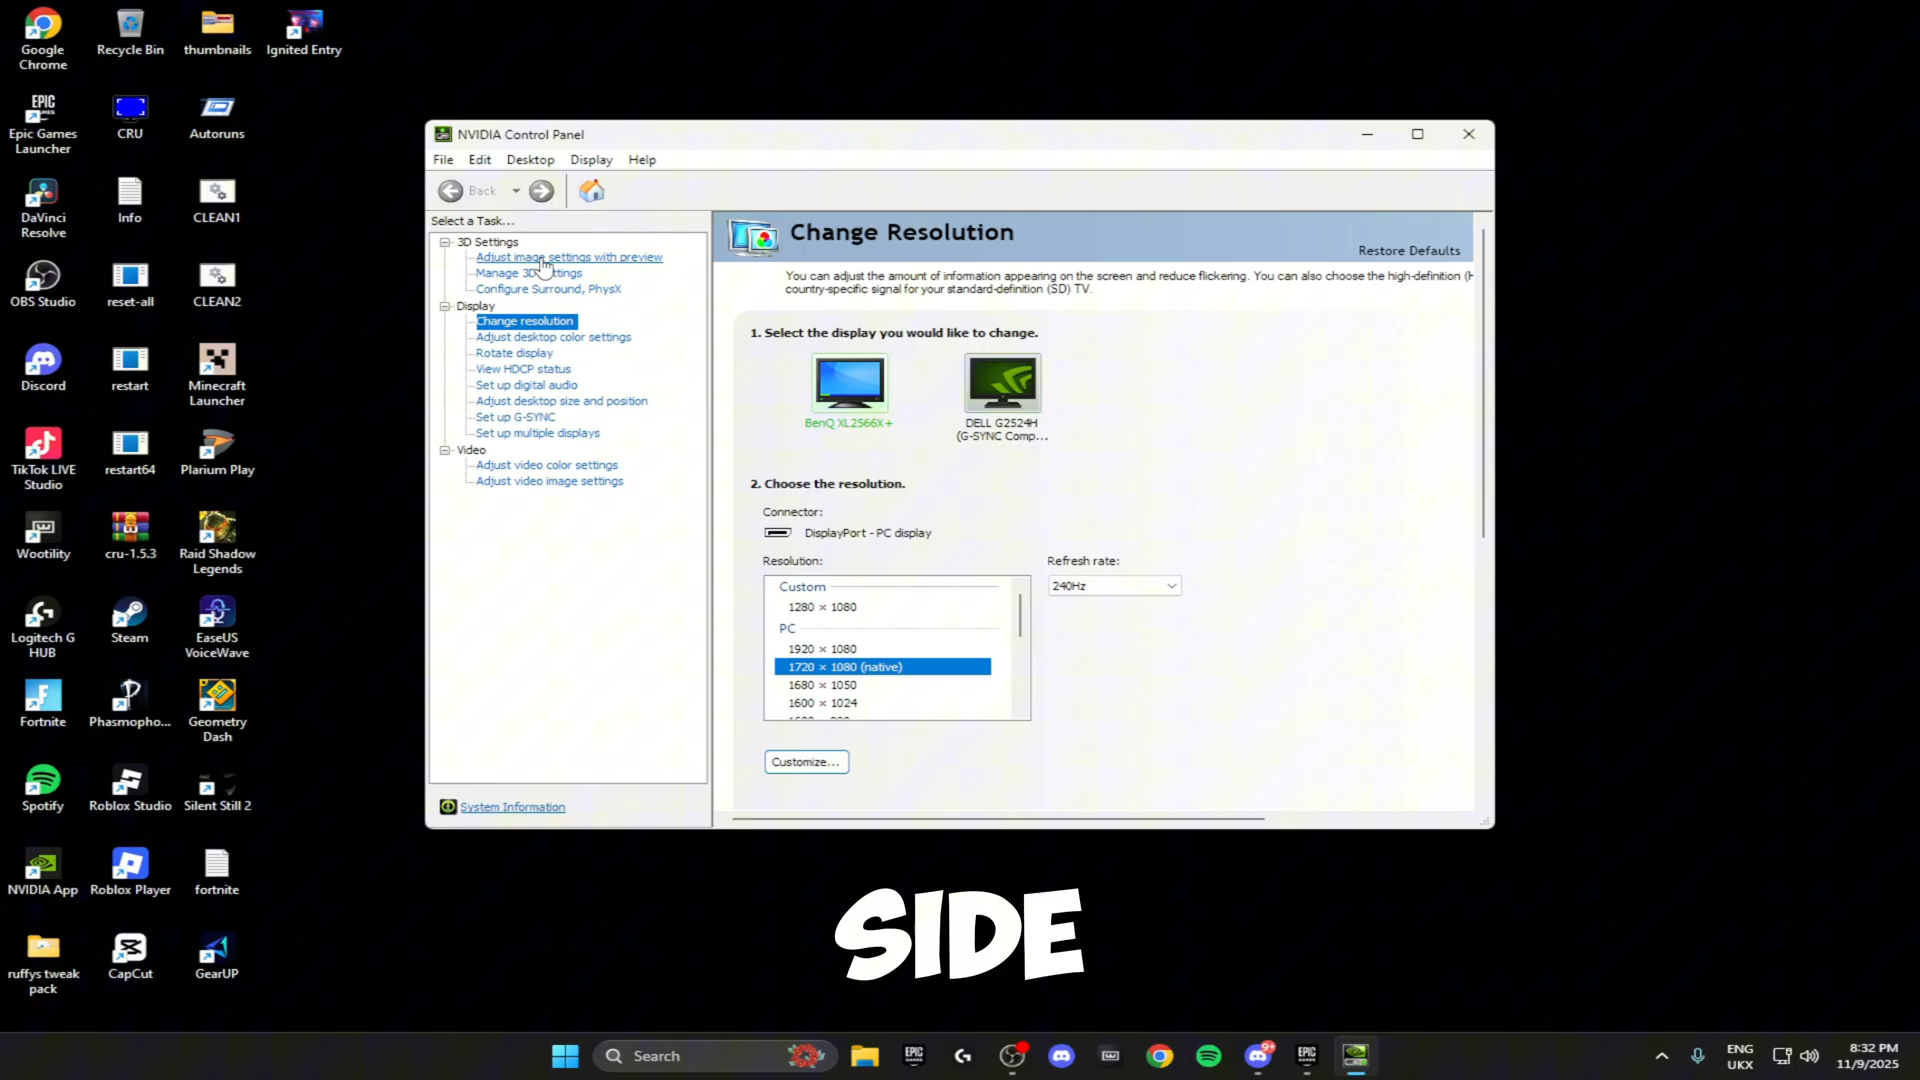 Google
Chrome
Recycle Bin
thumbnails
Ignited Entry
EPIC
GAMES
Epic Games
Launcher
CRU
Autoruns
DaVinci
Resolve
Info
CLEAN1
OBS Studio
reset-all
CLEAN2
Discord
restart
Minecraft
Launcher
TikTok LIVE
Studio
restart64
Plarium Play
Wootility
cru-1.5.3
Raid Shadow
Legends
Logitech G
HUB
Steam
EaseUS
VoiceWave
Fortnite
Phasmopho...
Geometry
Dash
Spotify
Roblox Studio
Silent Still 2
NVIDIA App
Roblox Player
fortnite
ruffys tweak
pack
CapCut
GearUP
NVIDIA Control Panel
File Edit Desktop Display Help
Back
Select a Task...
3D Settings
Adjust image settings with preview
Manage 3D settings
Configure Surround, PhysX
Display
Change resolution
Adjust desktop color settings
Rotate display
View HDCP status
Set up digital audio
Adjust desktop size and position
Set up G-SYNC
Set up multiple displays
Video
Adjust video color settings
Adjust video image settings
System Information
Change Resolution
Restore Defaults
You can adjust the amount of information appearing on the screen and reduce flickering. You can also choose the high-definition (H
country-specific signal for your standard-definition (SD) TV.
1. Select the display you would like to change.
BenQ XL2566X+
DELL G2524H
(G-SYNC Comp...
2. Choose the resolution.
Connector:
DisplayPort - PC display
Resolution:
Refresh rate:
Custom
240Hz
1280 × 1080
PC
1920 × 1080
1720 × 1080 (native)
1680 × 1050
1600 × 1024
Customize...
SIDE
Search
EPIC
9+
EPIC
ENG
UKX
8:32 PM
11/9/2025